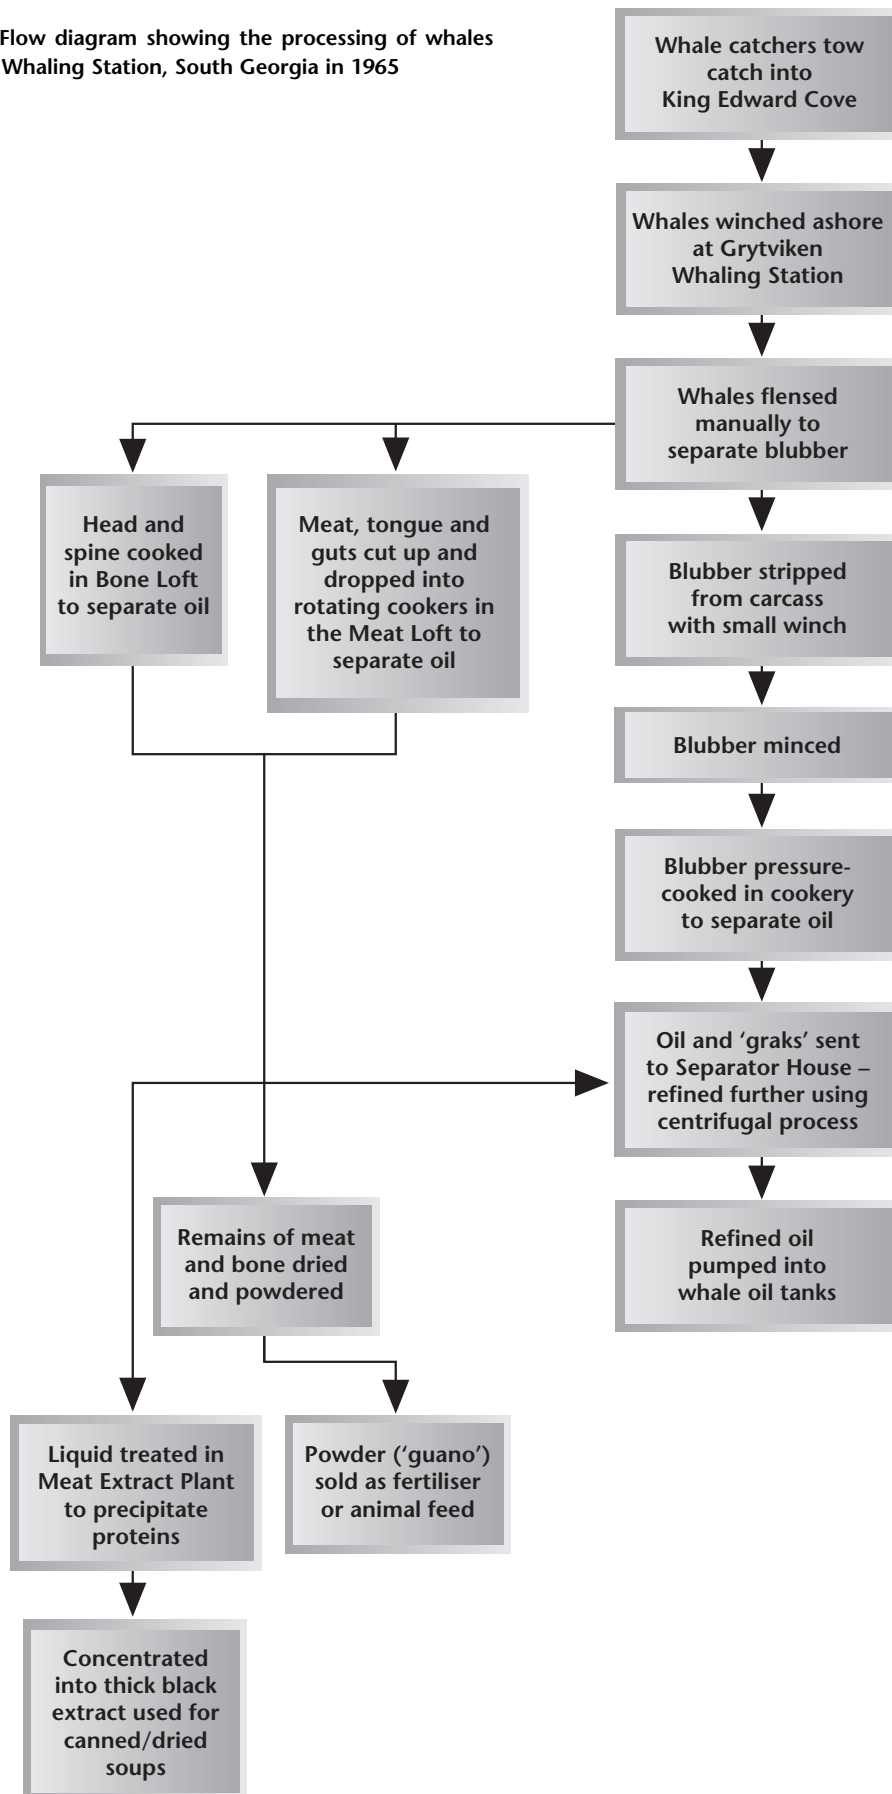 Flow diagram showing the processing of whales
Whaling Station, South Georgia in 1965
Whale catchers tow
catch into
King Edward Cove
Whales winched ashore
at Grytviken
Whaling Station
Whales flensed
manually to
separate blubber
Head and
spine cooked
in Bone Loft
to separate oil
Meat, tongue and
guts cut up and
dropped into
rotating cookers in
the Meat Loft to
separate oil
Blubber stripped
from carcass
with small winch
Blubber minced
Blubber pressure-
cooked in cookery
to separate oil
Oil and ‘graks’ sent
to Separator House –
refined further using
centrifugal process
Remains of meat
and bone dried
and powdered
Refined oil
pumped into
whale oil tanks
Liquid treated in
Meat Extract Plant
to precipitate
proteins
Powder (‘guano’)
sold as fertiliser
or animal feed
Concentrated
into thick black
extract used for
canned/dried
soups